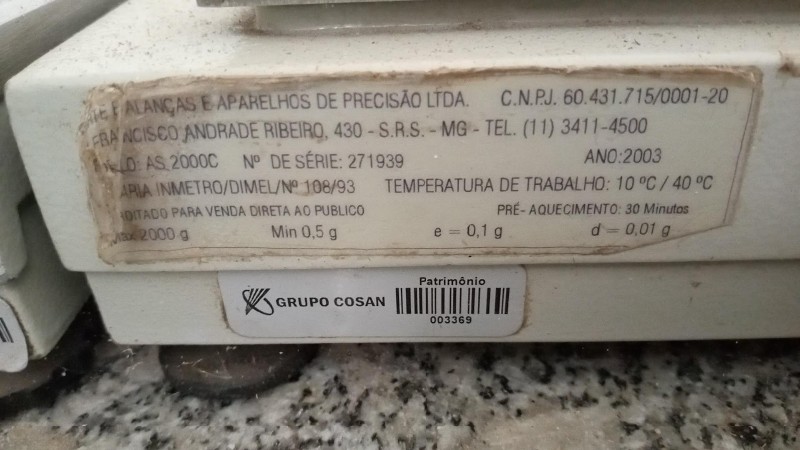 BALANÇAS E APARELHOS DE PRECISÃO LTDA. C.N.P.J. 60.431.715/0001-20
FRANCISCO ANDRADE RIBEIRO, 430 - S.R.S. - MG - TEL. (11) 3411-4500
AS 2000C Nº DE SÉRIE: 271939 ANO:2003
INMETRO/DIMEL/Nº 108/93 TEMPERATURA DE TRABALHO: 10 ºC / 40 ºC
PARA VENDA DIRETA AO PUBLICO PRÉ- AQUECIMENTO: 30 Minutos
2000 g Min 0,5 g e = 0,1 g d = 0,01 g
Patrimônio
GRUPO COSAN
003369